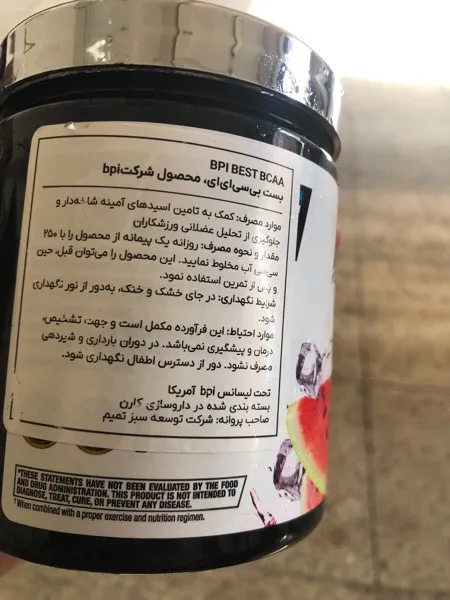 BPI BEST BCAA
بست بی‌سی‌ای‌ای، محصول شرکت bpi
موارد مصرف: کمک به تامین اسیدهای آمینه شاخه‌دار و
جلوگیری از تحلیل عضلانی ورزشکاران
مقدار و نحوه مصرف: روزانه یک پیمانه از محصول را با ۲۵۰
سی‌سی آب مخلوط نمایید. این محصول را می‌توان قبل، حین
و پس از تمرین استفاده نمود.
شرایط نگهداری: در جای خشک و خنک، به‌دور از نور نگهداری
شود.
موارد احتیاط: این فرآورده مکمل است و جهت تشخیص،
درمان و پیشگیری نمی‌باشد. در دوران بارداری و شیردهی
مصرف نشود. دور از دسترس اطفال نگهداری شود.
تحت لیسانس bpi آمریکا
بسته بندی شده در داروسازی کارن
صاحب پروانه: شرکت توسعه سبز تمیم
*THESE STATEMENTS HAVE NOT BEEN EVALUATED BY THE FOOD
AND DRUG ADMINISTRATION. THIS PRODUCT IS NOT INTENDED TO
DIAGNOSE, TREAT, CURE, OR PREVENT ANY DISEASE.
†When combined with a proper exercise and nutrition regimen.